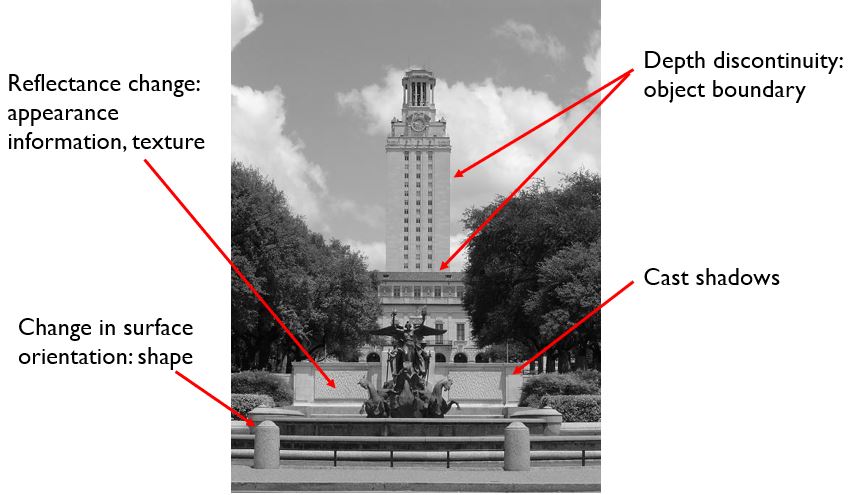 Reflectance change:
appearance
information, texture
Depth discontinuity:
object boundary
Cast shadows
Change in surface
orientation: shape